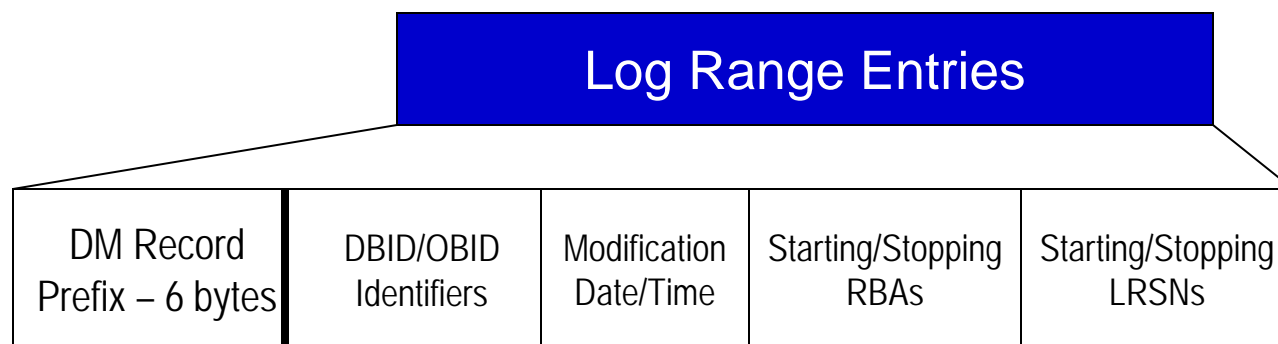 Log Range Entries
DM Record
Prefix – 6 bytes
DBID/OBID
Identifiers
Modification
Date/Time
Starting/Stopping
RBAs
Starting/Stopping
LRSNs